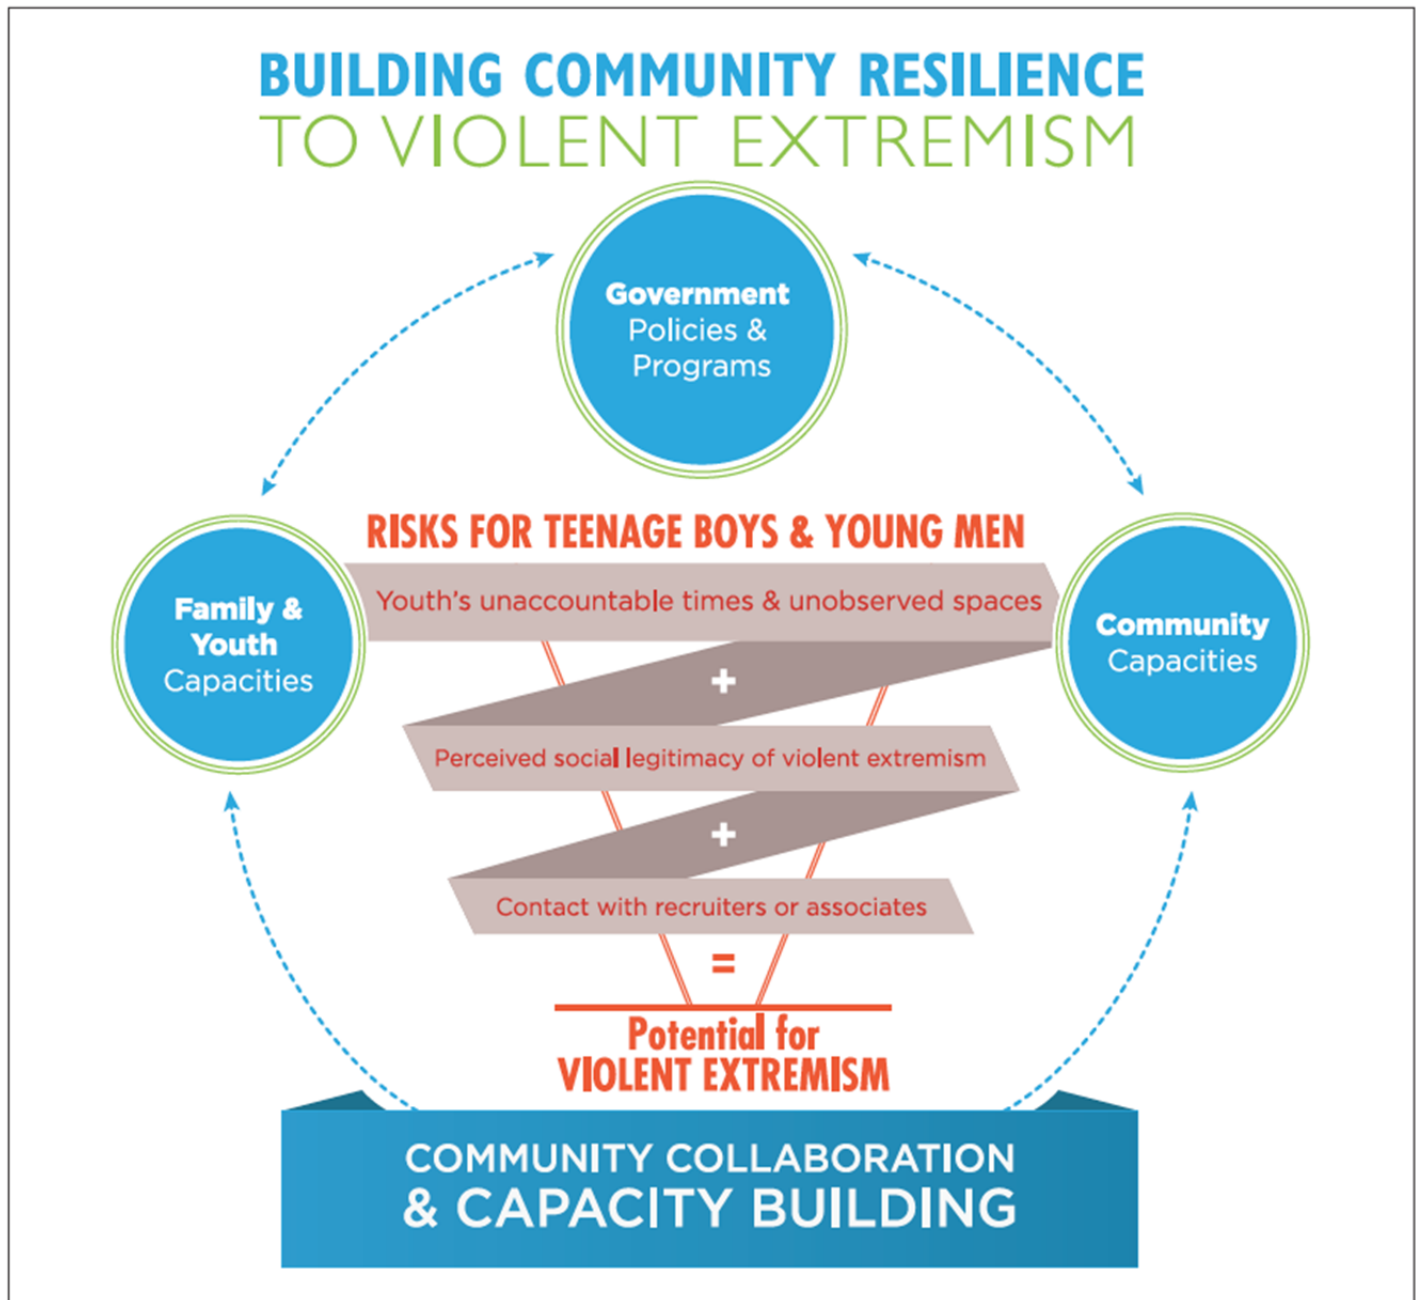 BUILDING COMMUNITY RESILIENCE
TO VIOLENT EXTREMISM
Government
Policies &
Programs
RISKS FOR TEENAGE BOYS & YOUNG MEN
Family &
Youth
Capacities
Youth's unaccountable times & unobserved spaces
Community
Capacities
+
Perceived social legitimacy of violent extremism
+
Contact with recruiters or associates
=
Potential for
VIOLENT EXTREMISM
COMMUNITY COLLABORATION
& CAPACITY BUILDING